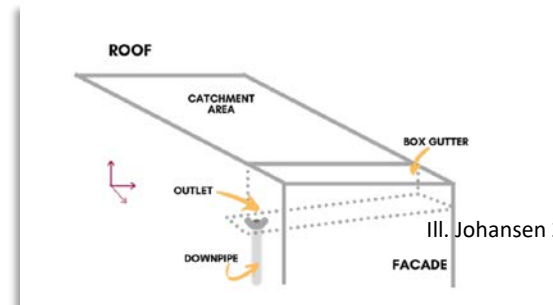 ROOF
CATCHMENT
AREA
BOX GUTTER
OUTLET
Ill. Johansen
DOWNPIPE
FACADE